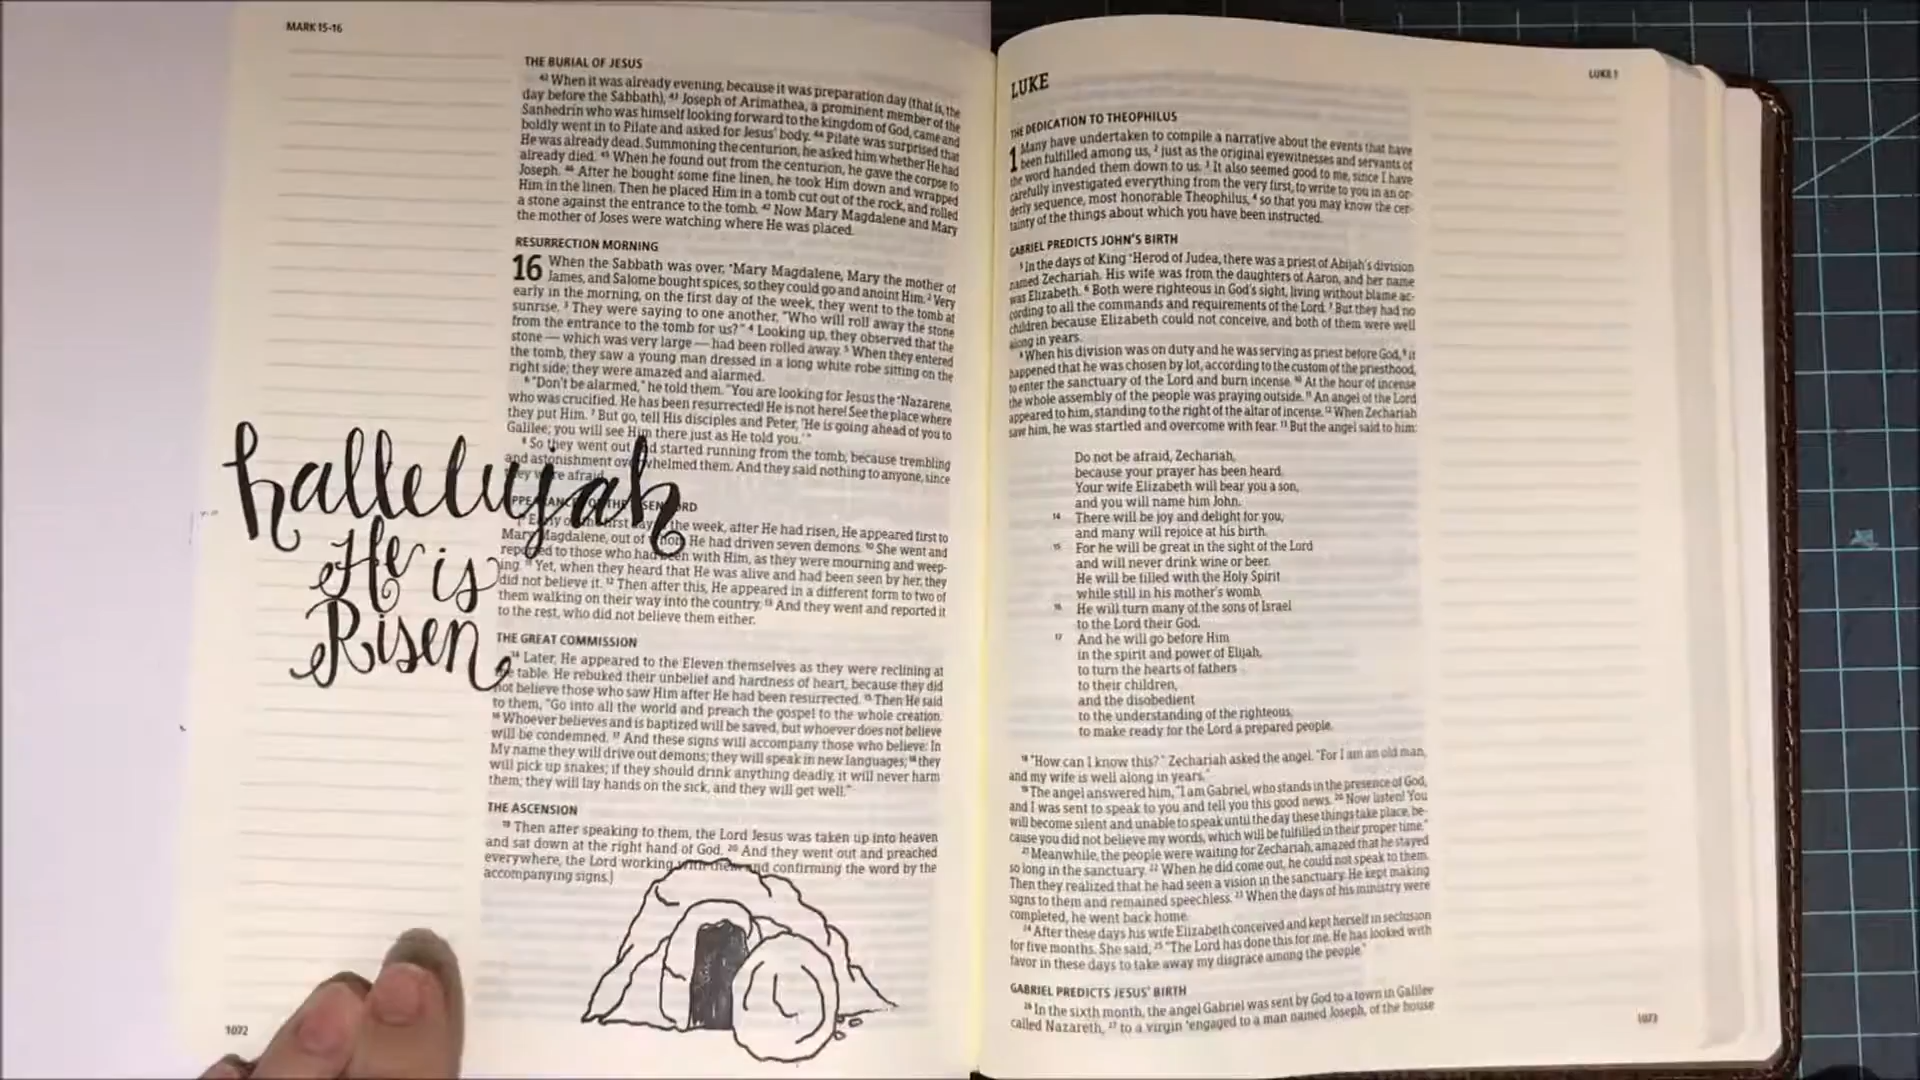 MARK 15-16
THE BURIAL OF JESUS
42 When it was already evening, because it was preparation day (that is, the
day before the Sabbath), 43 Joseph of Arimathea, a prominent member of the
Sanhedrin who was himself looking forward to the kingdom of God, came and
boldly went in to Pilate and asked for Jesus' body. 44 Pilate was surprised that
He was already dead. Summoning the centurion, he asked him whether He had
already died. 45 When he found out from the centurion, he gave the corpse to
Joseph. 46 After he bought some fine linen, he took Him down and wrapped
Him in the linen. Then he placed Him in a tomb cut out of the rock, and rolled
a stone against the entrance to the tomb. 47 Now Mary Magdalene and Mary
the mother of Joses were watching where He was placed.
RESURRECTION MORNING
16 When the Sabbath was over, *Mary Magdalene, Mary the mother of
James, and Salome bought spices, so they could go and anoint Him. 2 Very
early in the morning, on the first day of the week, they went to the tomb at
sunrise. 3 They were saying to one another, "Who will roll away the stone
from the entrance to the tomb for us?" 4 Looking up, they observed that the
stone — which was very large — had been rolled away. 5 When they entered
the tomb, they saw a young man dressed in a long white robe sitting on the
right side; they were amazed and alarmed.
6 "Don't be alarmed," he told them. "You are looking for Jesus the *Nazarene,
who was crucified. He has been resurrected! He is not here! See the place where
they put Him. 7 But go, tell His disciples and Peter, 'He is going ahead of you to
Galilee; you will see Him there just as He told you.'"
8 So they went out and started running from the tomb, because trembling
and astonishment overwhelmed them. And they said nothing to anyone, since
they were afraid.
hallelujah
He is
Risen
APPEARANCES OF THE RISEN LORD
[9 Early on the first day of the week, after He had risen, He appeared first to
Mary Magdalene, out of whom He had driven seven demons. 10 She went and
reported to those who had been with Him, as they were mourning and weep-
ing. 11 Yet, when they heard that He was alive and had been seen by her, they
did not believe it. 12 Then after this, He appeared in a different form to two of
them walking on their way into the country. 13 And they went and reported it
to the rest, who did not believe them either.
THE GREAT COMMISSION
14 Later, He appeared to the Eleven themselves as they were reclining at
the table. He rebuked their unbelief and hardness of heart, because they did
not believe those who saw Him after He had been resurrected. 15 Then He said
to them, "Go into all the world and preach the gospel to the whole creation.
16 Whoever believes and is baptized will be saved, but whoever does not believe
will be condemned. 17 And these signs will accompany those who believe: In
My name they will drive out demons; they will speak in new languages; 18 they
will pick up snakes; if they should drink anything deadly, it will never harm
them; they will lay hands on the sick, and they will get well."
THE ASCENSION
19 Then after speaking to them, the Lord Jesus was taken up into heaven
and sat down at the right hand of God. 20 And they went out and preached
everywhere, the Lord working with them and confirming the word by the
accompanying signs.]
1072
LUKE 1
LUKE
THE DEDICATION TO THEOPHILUS
1 Many have undertaken to compile a narrative about the events that have
been fulfilled among us, 2 just as the original eyewitnesses and servants of
the word handed them down to us. 3 It also seemed good to me, since I have
carefully investigated everything from the very first, to write to you in an or-
derly sequence, most honorable Theophilus, 4 so that you may know the cer-
tainty of the things about which you have been instructed.
GABRIEL PREDICTS JOHN'S BIRTH
5 In the days of King *Herod of Judea, there was a priest of Abijah's division
named Zechariah. His wife was from the daughters of Aaron, and her name
was Elizabeth. 6 Both were righteous in God's sight, living without blame ac-
cording to all the commands and requirements of the Lord. 7 But they had no
children because Elizabeth could not conceive, and both of them were well
along in years.
8 When his division was on duty and he was serving as priest before God, 9 it
happened that he was chosen by lot, according to the custom of the priesthood,
to enter the sanctuary of the Lord and burn incense. 10 At the hour of incense
the whole assembly of the people was praying outside. 11 An angel of the Lord
appeared to him, standing to the right of the altar of incense. 12 When Zechariah
saw him, he was startled and overcome with fear. 13 But the angel said to him:
Do not be afraid, Zechariah,
because your prayer has been heard.
Your wife Elizabeth will bear you a son,
and you will name him John.
14 There will be joy and delight for you,
and many will rejoice at his birth.
15 For he will be great in the sight of the Lord
and will never drink wine or beer.
He will be filled with the Holy Spirit
while still in his mother's womb.
16 He will turn many of the sons of Israel
to the Lord their God.
17 And he will go before Him
in the spirit and power of Elijah,
to turn the hearts of fathers
to their children,
and the disobedient
to the understanding of the righteous,
to make ready for the Lord a prepared people.
18 "How can I know this?" Zechariah asked the angel. "For I am an old man,
and my wife is well along in years."
19 The angel answered him, "I am Gabriel, who stands in the presence of God,
and I was sent to speak to you and tell you this good news. 20 Now listen! You
will become silent and unable to speak until the day these things take place, be-
cause you did not believe my words, which will be fulfilled in their proper time."
21 Meanwhile, the people were waiting for Zechariah, amazed that he stayed
so long in the sanctuary. 22 When he did come out, he could not speak to them.
Then they realized that he had seen a vision in the sanctuary. He kept making
signs to them and remained speechless. 23 When the days of his ministry were
completed, he went back home.
24 After these days his wife Elizabeth conceived and kept herself in seclusion
for five months. She said, 25 "The Lord has done this for me. He has looked with
favor in these days to take away my disgrace among the people."
GABRIEL PREDICTS JESUS' BIRTH
26 In the sixth month, the angel Gabriel was sent by God to a town in Galilee
called Nazareth, 27 to a virgin *engaged to a man named Joseph, of the house
1073